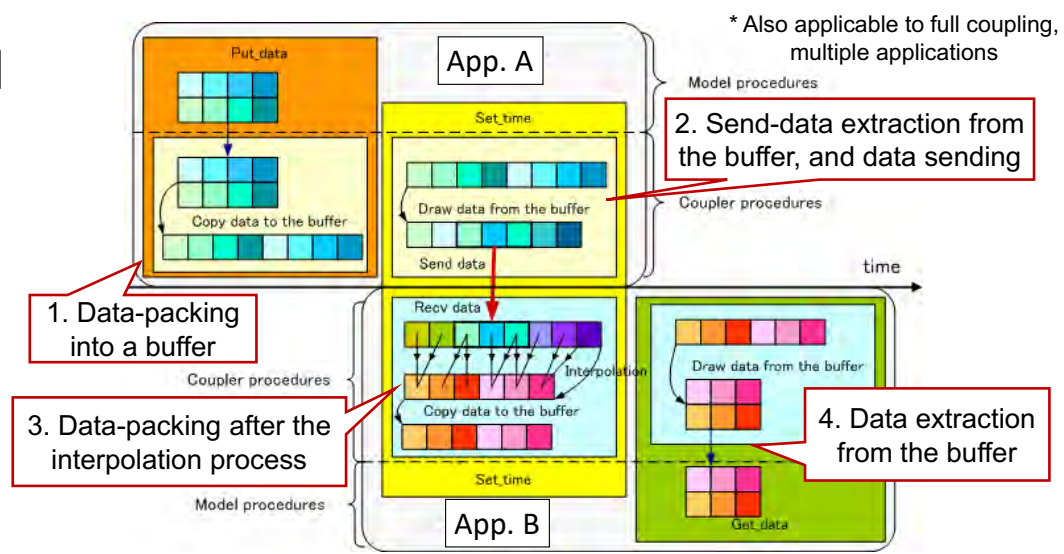 * Also applicable to full coupling,
multiple applications
Put_data
App. A
Model procedures
Set_time
2. Send-data extraction from
the buffer, and data sending
Copy data to the buffer
Draw data from the buffer
Coupler procedures
Send data
time
1. Data-packing
into a buffer
Recv data
Interpolation
Draw data from the buffer
Coupler procedures
Copy data to the buffer
3. Data-packing after the
interpolation process
4. Data extraction
from the buffer
Set_time
Model procedures
App. B
Get_data